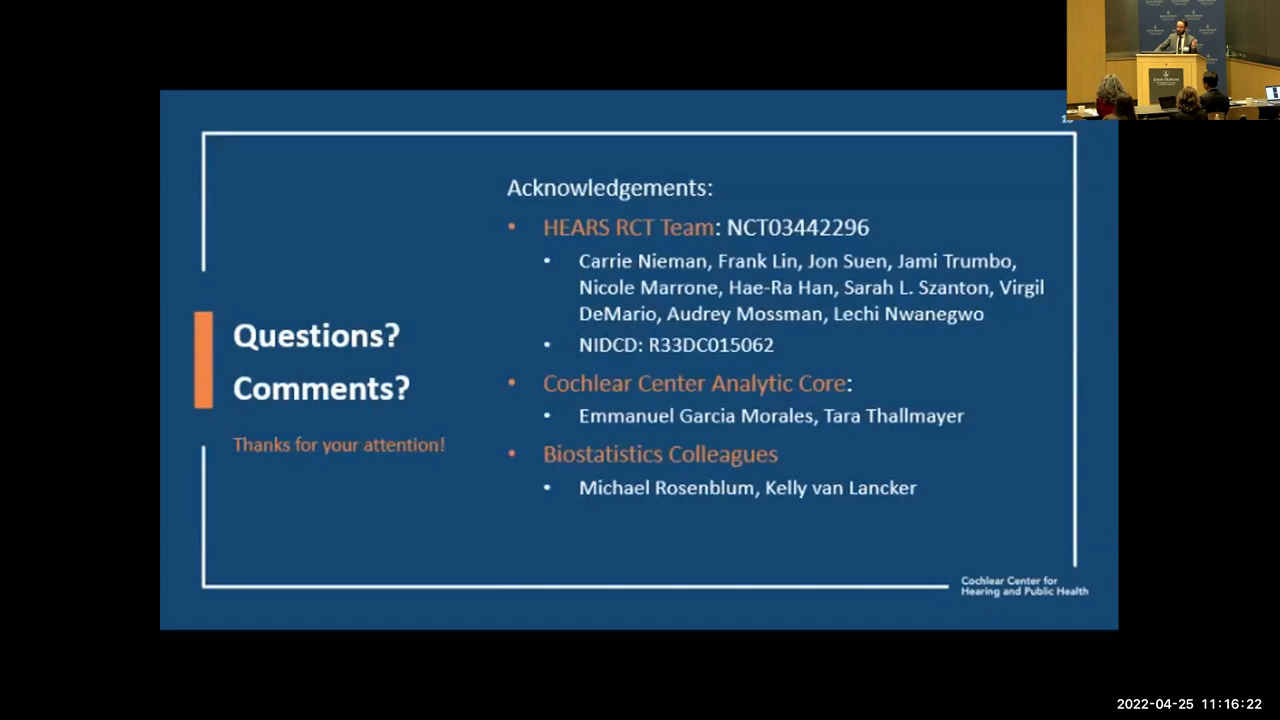 Acknowledgements:
• HEARS RCT Team: NCT03442296
• Carrie Nieman, Frank Lin, Jon Suen, Jami Trumbo,
Nicole Marrone, Hae-Ra Han, Sarah L. Szanton, Virgil
DeMario, Audrey Mossman, Lechi Nwanegwo
• NIDCD: R33DC015062
• Cochlear Center Analytic Core:
• Emmanuel Garcia Morales, Tara Thallmayer
• Biostatistics Colleagues
• Michael Rosenblum, Kelly van Lancker
Questions?
Comments?
Thanks for your attention!
Cochlear Center for
Hearing and Public Health
2022-04-25 11:16:22